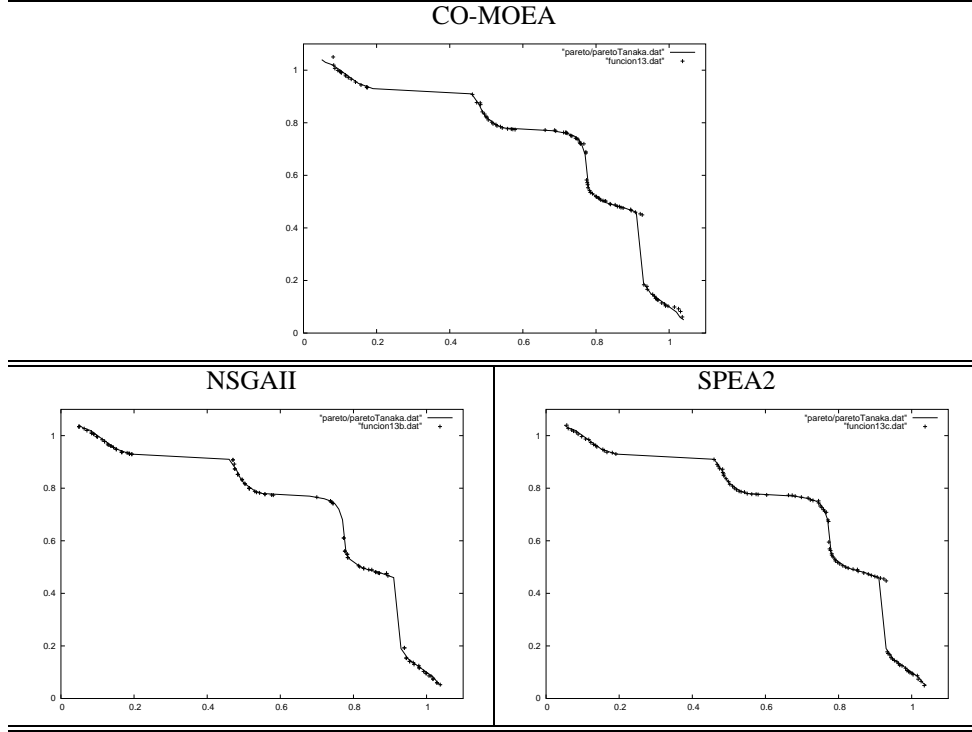 CO-MOEA
"pareto/paretoTanaka.dat"
"funcion13.dat"
1
0.8
0.6
0.4
0.2
0
0 0.2 0.4 0.6 0.8 1
NSGAII
"pareto/paretoTanaka.dat"
"funcion13b.dat"
1
0.8
0.6
0.4
0.2
0
0 0.2 0.4 0.6 0.8 1
SPEA2
"pareto/paretoTanaka.dat"
"funcion13c.dat"
1
0.8
0.6
0.4
0.2
0
0 0.2 0.4 0.6 0.8 1